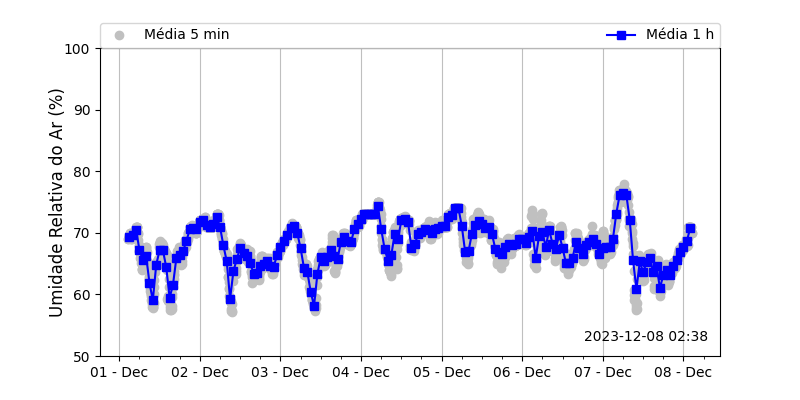 Média 5 min Média 1 h
100
90
80
70
60
50
Umidade Relativa do Ar (%)
2023-12-08 02:38
01 - Dec 02 - Dec 03 - Dec 04 - Dec 05 - Dec 06 - Dec 07 - Dec 08 - Dec